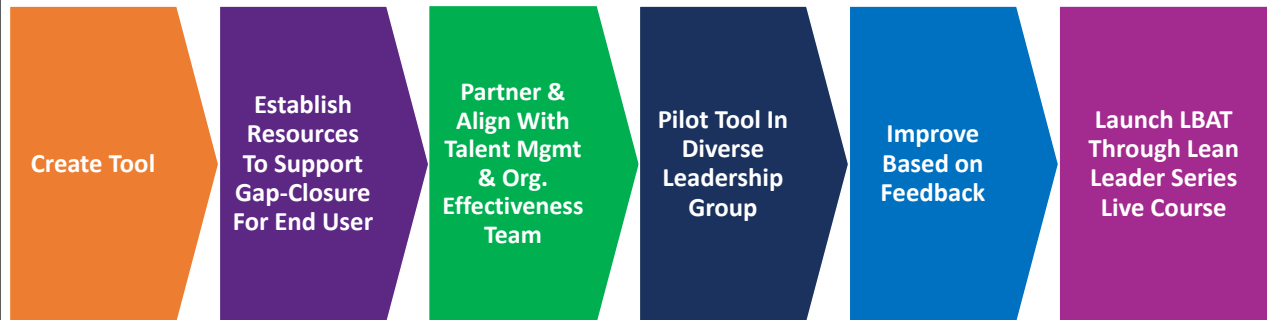 Create Tool
Establish
Resources
To Support
Gap-Closure
For End User
Partner &
Align With
Talent Mgmt
& Org.
Effectiveness
Team
Pilot Tool In
Diverse
Leadership
Group
Improve
Based on
Feedback
Launch LBAT
Through Lean
Leader Series
Live Course